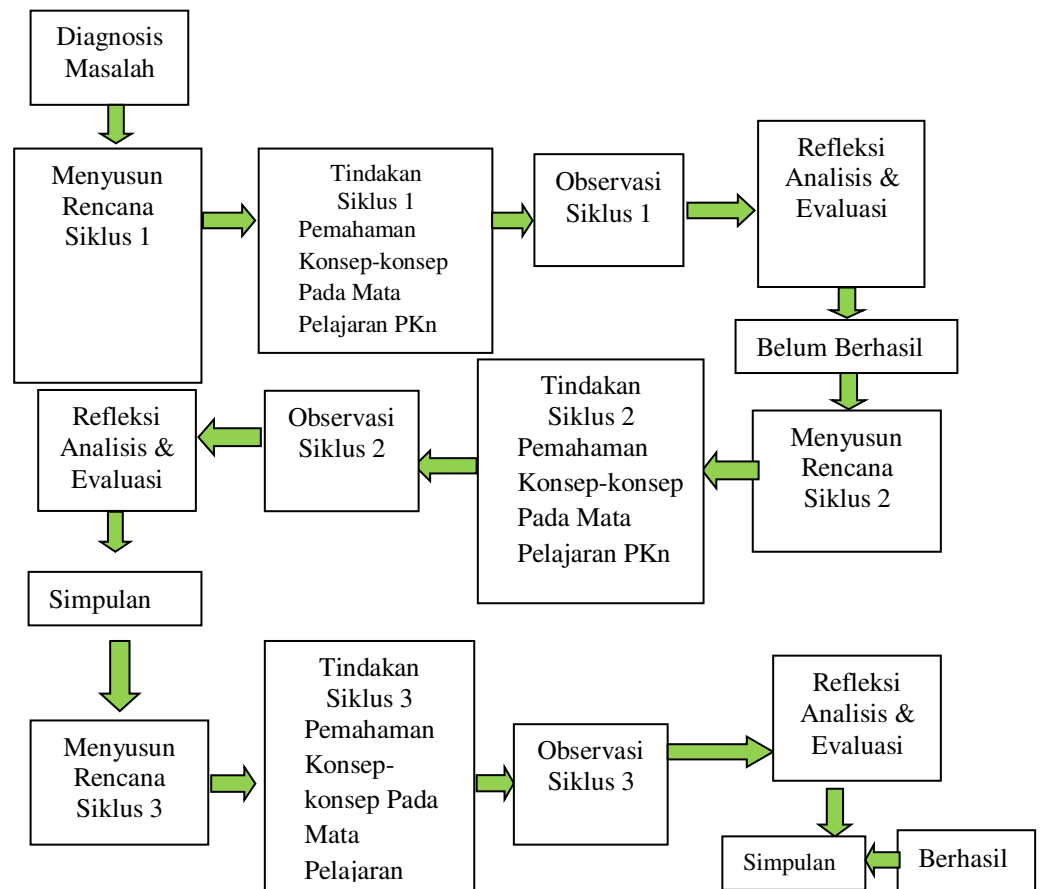 Diagnosis
Masalah
Menyusun
Rencana
Siklus 1
Tindakan
Siklus 1
Pemahaman
Konsep-konsep
Pada Mata
Pelajaran PKn
Observasi
Siklus 1
Refleksi
Analisis &
Evaluasi
Belum Berhasil
Menyusun
Rencana
Siklus 2
Tindakan
Siklus 2
Pemahaman
Konsep-konsep
Pada Mata
Pelajaran PKn
Observasi
Siklus 2
Refleksi
Analisis &
Evaluasi
Simpulan
Menyusun
Rencana
Siklus 3
Tindakan
Siklus 3
Pemahaman
Konsep-
konsep Pada
Mata
Pelajaran
Observasi
Siklus 3
Refleksi
Analisis &
Evaluasi
Simpulan
Berhasil